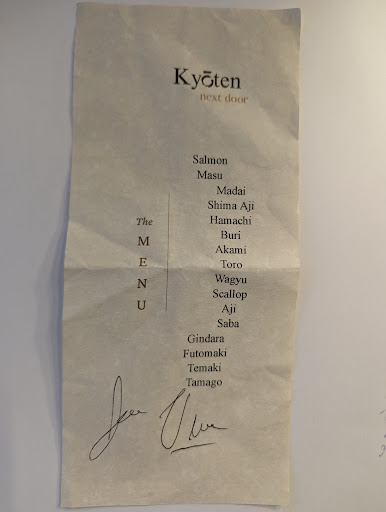 Kyōten
next door
The
MENU
Salmon
Masu
Madai
Shima Aji
Hamachi
Buri
Akami
Toro
Wagyu
Scallop
Aji
Saba
Gindara
Futomaki
Temaki
Tamago